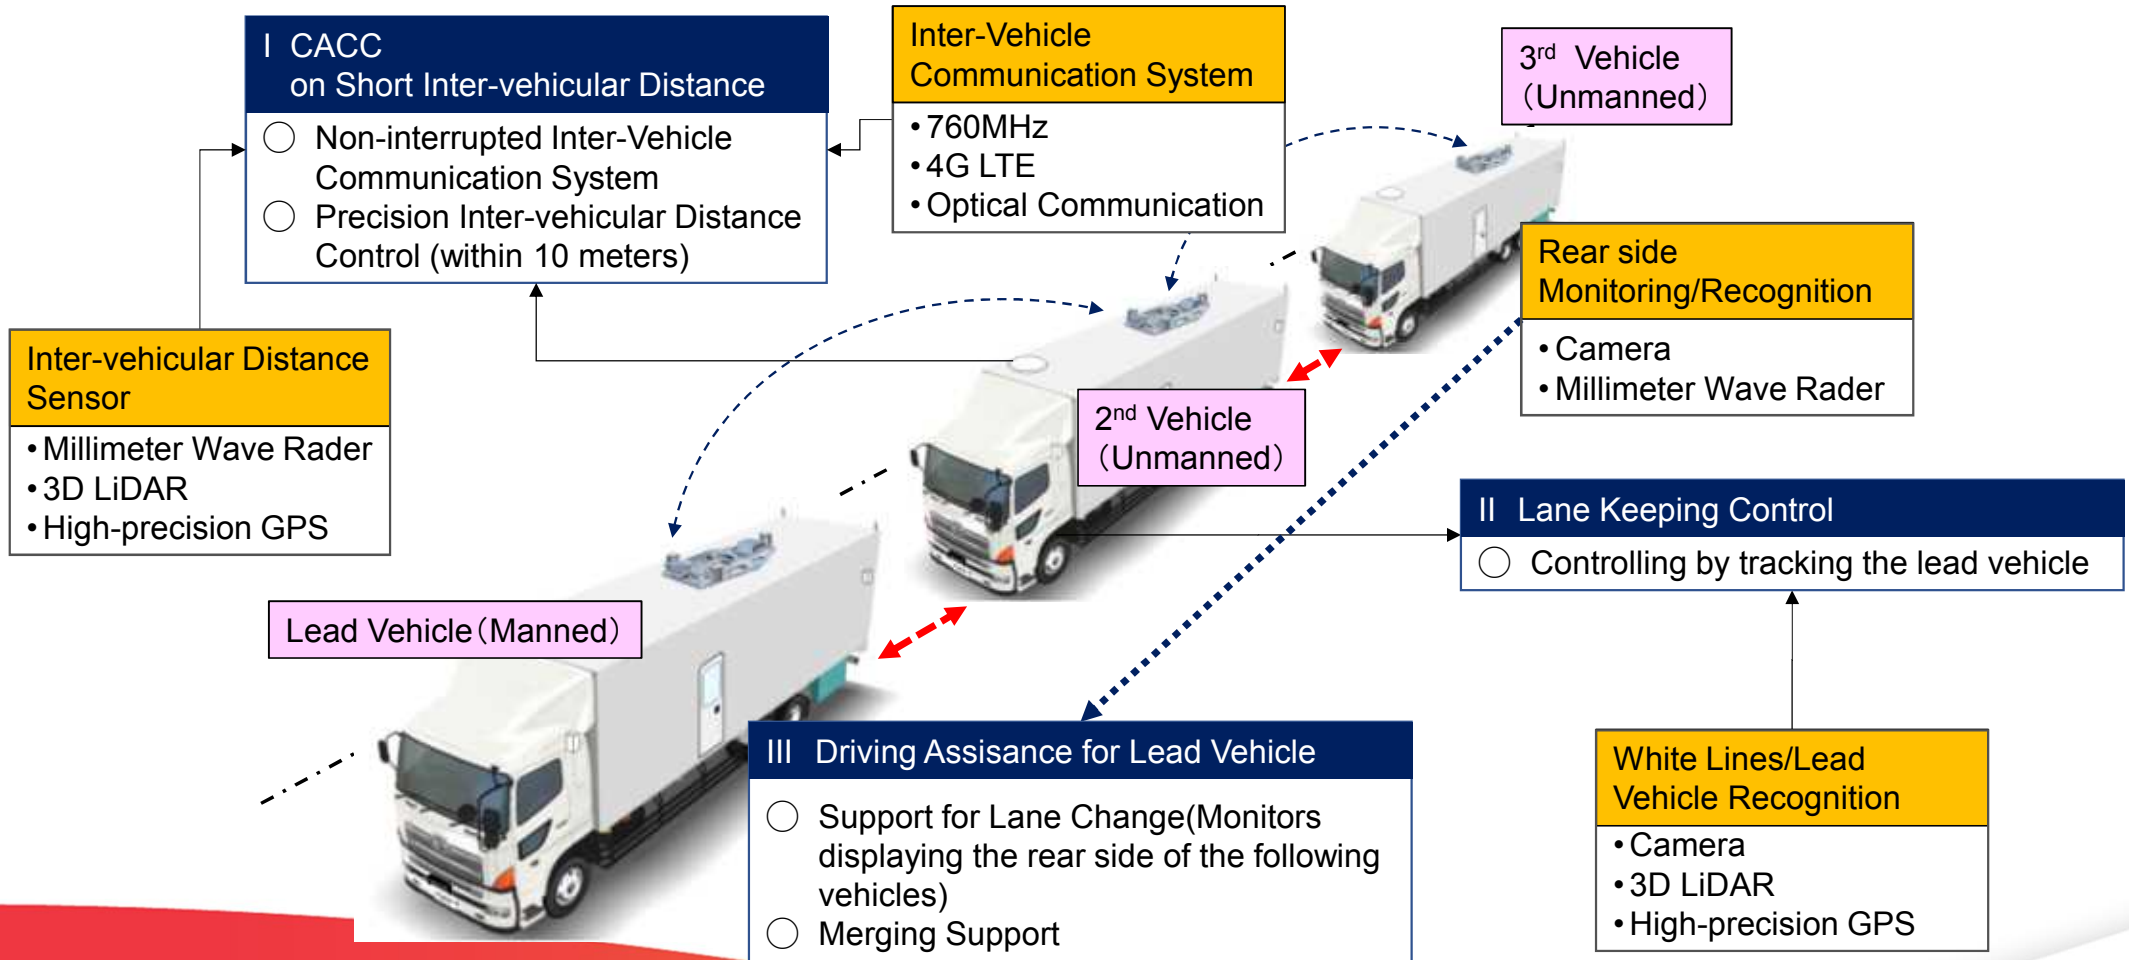 I CACC
on Short Inter-vehicular Distance
○ Non-interrupted Inter-Vehicle
Communication System
○ Precision Inter-vehicular Distance
Control (within 10 meters)
Inter-Vehicle
Communication System
•760MHz
•4G LTE
•Optical Communication
3rd Vehicle
（Unmanned）
Rear side
Monitoring/Recognition
•Camera
•Millimeter Wave Rader
Inter-vehicular Distance
Sensor
•Millimeter Wave Rader
•3D LiDAR
•High-precision GPS
2nd Vehicle
（Unmanned）
II Lane Keeping Control
○ Controlling by tracking the lead vehicle
Lead Vehicle（Manned）
III Driving Assisance for Lead Vehicle
○ Support for Lane Change(Monitors
displaying the rear side of the following
vehicles)
○ Merging Support
White Lines/Lead
Vehicle Recognition
•Camera
•3D LiDAR
•High-precision GPS